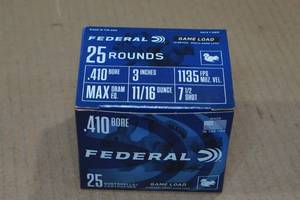 FEDERAL
GAME LOAD
25 ROUNDS
.410 BORE
3 INCHES
1135 FPS MUZ. VEL.
MAX DRAM EQ.
11/16 OUNCE
7 1/2 SHOT
.410 BORE
FEDERAL
25 SHOTSHELLS
GAME LOAD